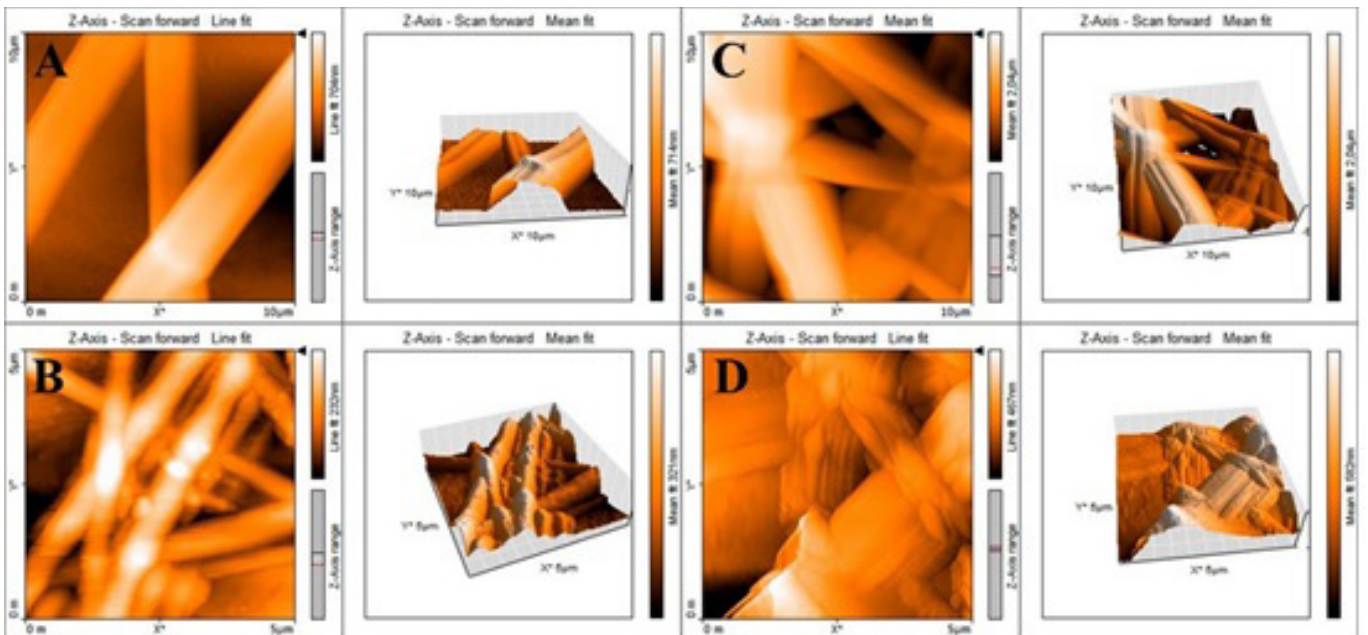 Z-Axis - Scan forward Line fit
A
10µm
Y*
0 m
0 m
X*
10µm
Line fit 764nm
Z-Axis range
Z-Axis - Scan forward Mean fit
Y* 10µm
X* 10µm
Mean fit 714nm
Z-Axis - Scan forward Mean fit
C
10µm
Y*
0 m
0 m
X*
10µm
Mean fit 2,04µm
Z-Axis range
Z-Axis - Scan forward Mean fit
Y* 10µm
X* 10µm
Mean fit 2,04µm
Z-Axis - Scan forward Line fit
B
5µm
Y*
0 m
0 m
X*
5µm
Line fit 232nm
Z-Axis range
Z-Axis - Scan forward Mean fit
Y* 5µm
X* 5µm
Mean fit 321nm
Z-Axis - Scan forward Line fit
D
5µm
Y*
0 m
0 m
X*
5µm
Line fit 467nm
Z-Axis range
Z-Axis - Scan forward Mean fit
Y* 5µm
X* 5µm
Mean fit 582nm